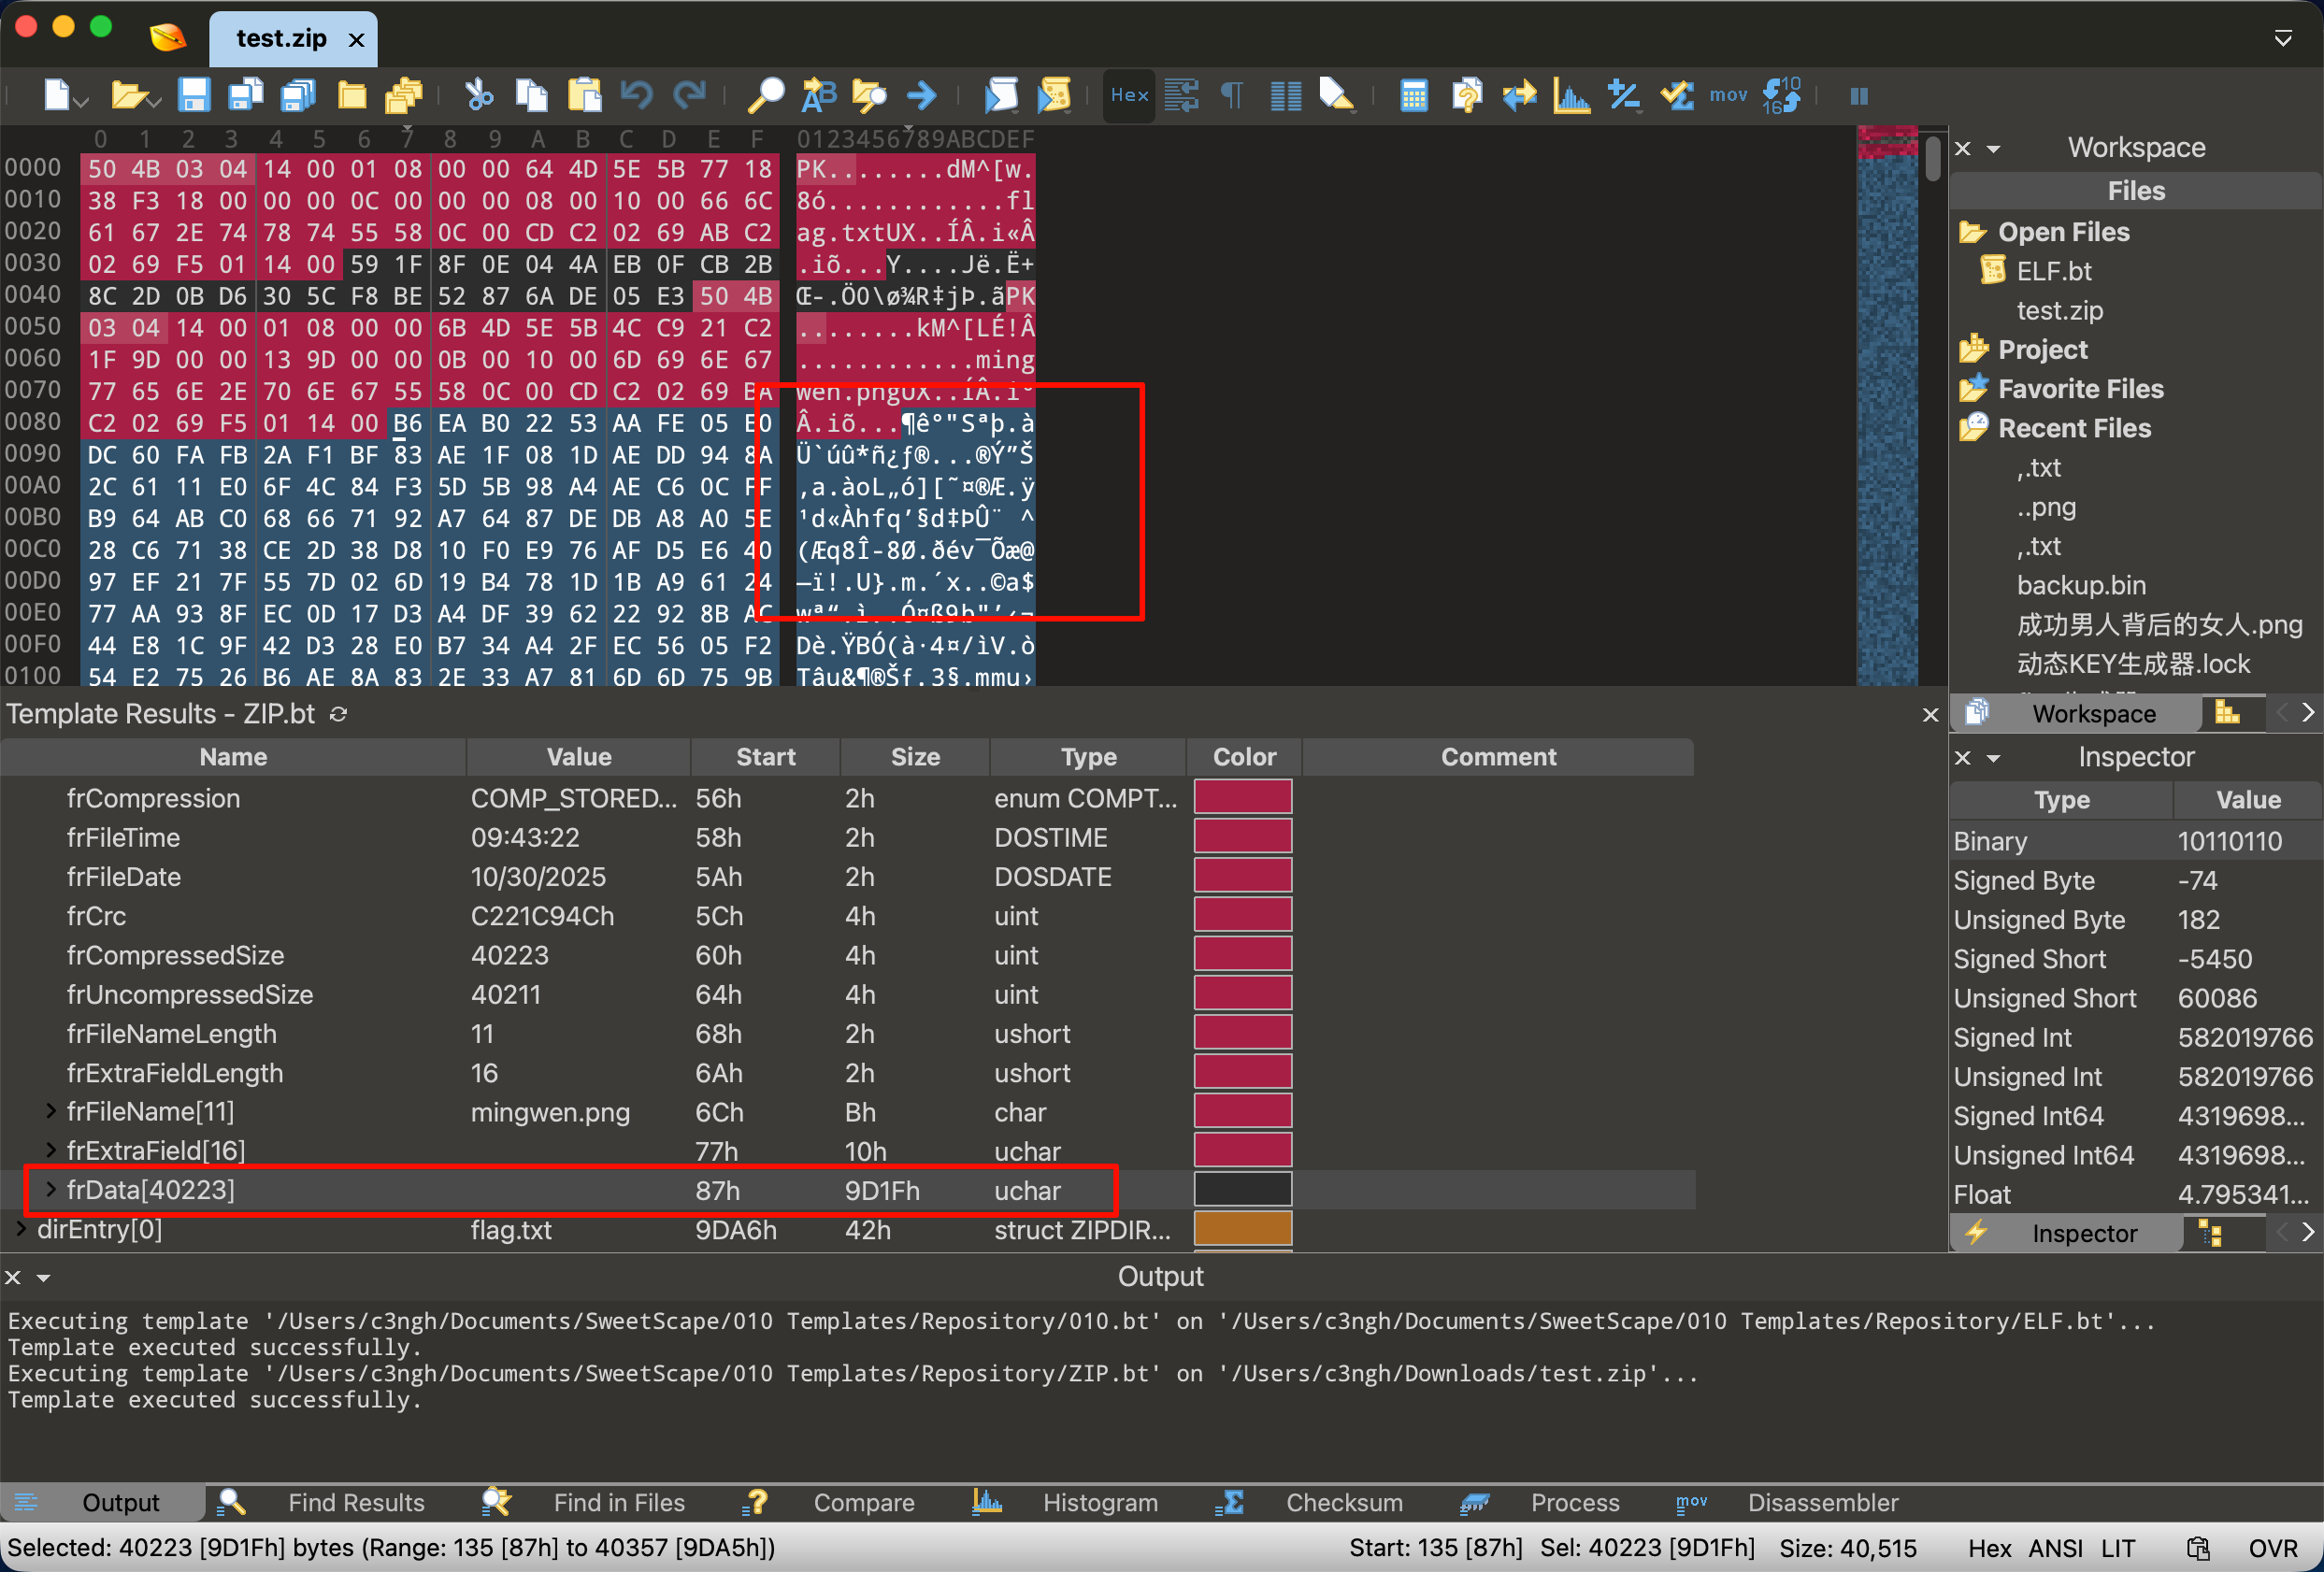 test.zip ×
Hex
mov
0 1 2 3 4 5 6 7 8 9 A B C D E F 0123456789ABCDEF
0000 50 4B 03 04 14 00 01 08 00 00 64 4D 5E 5B 77 18 PK........dM^[w.
0010 38 F3 18 00 00 00 0C 00 00 00 08 00 10 00 66 6C 8ó............fl
0020 61 67 2E 74 78 74 55 58 0C 00 CD C2 02 69 AB C2 ag.txtUX..ÍÂ.i«Â
0030 02 69 F5 01 14 00 59 1F 8F 0E 04 4A EB 0F CB 2B .iõ...Y....Jë.Ë+
0040 8C 2D 0B D6 30 5C F8 BE 52 87 6A DE 05 E3 50 4B Œ-.Ö0\ø¾R‡jÞ.ãPK
0050 03 04 14 00 01 08 00 00 6B 4D 5E 5B 4C C9 21 C2 ........kM^[LÉ!Â
0060 1F 9D 00 00 13 9D 00 00 0B 00 10 00 6D 69 6E 67 ............ming
0070 77 65 6E 2E 70 6E 67 55 58 0C 00 CD C2 02 69 BA wen.pngUX..ÍÂ.iº
0080 C2 02 69 F5 01 14 00 B6 EA B0 22 53 AA FE 05 E0 Â.iõ...¶ê°"Sªþ.à
0090 DC 60 FA FB 2A F1 BF 83 AE 1F 08 1D AE DD 94 8A Ü`úû*ñ¿ƒ®...®Ý”Š
00A0 2C 61 11 E0 6F 4C 84 F3 5D 5B 98 A4 AE C6 0C FF ,a.àoL„ó][˜¤®Æ.ÿ
00B0 B9 64 AB C0 68 66 71 92 A7 64 87 DE DB A8 A0 5E ¹d«Àhfq’§d‡ÞÛ¨ ^
00C0 28 C6 71 38 CE 2D 38 D8 10 F0 E9 76 AF D5 E6 40 (Æq8Î-8Ø.ðév¯Õæ@
00D0 97 EF 21 7F 55 7D 02 6D 19 B4 78 1D 1B A9 61 24 —ï!.U}.m.´x..©a$
00E0 77 AA 93 8F EC 0D 17 D3 A4 DF 39 62 22 92 8B AC wª“.ì..Ó¤ß9b"’‹¬
00F0 44 E8 1C 9F 42 D3 28 E0 B7 34 A4 2F EC 56 05 F2 Dè.ŸBÓ(à·4¤/ìV.ò
0100 54 E2 75 26 B6 AE 8A 83 2E 33 A7 81 6D 6D 75 9B Tâu&¶®Šƒ.3§.mmu›
Workspace
Files
Open Files
ELF.bt
test.zip
Project
Favorite Files
Recent Files
,.txt
..png
,.txt
backup.bin
成功男人背后的女人.png
动态KEY生成器.lock
Workspace
Template Results - ZIP.bt
Name Value Start Size Type Color Comment
frCompression COMP_STORED... 56h 2h enum COMPT...
frFileTime 09:43:22 58h 2h DOSTIME
frFileDate 10/30/2025 5Ah 2h DOSDATE
frCrc C221C94Ch 5Ch 4h uint
frCompressedSize 40223 60h 4h uint
frUncompressedSize 40211 64h 4h uint
frFileNameLength 11 68h 2h ushort
frExtraFieldLength 16 6Ah 2h ushort
frFileName[11] mingwen.png 6Ch Bh char
frExtraField[16] 77h 10h uchar
frData[40223] 87h 9D1Fh uchar
dirEntry[0] flag.txt 9DA6h 42h struct ZIPDIR...
Inspector
Type Value
Binary 10110110
Signed Byte -74
Unsigned Byte 182
Signed Short -5450
Unsigned Short 60086
Signed Int 582019766
Unsigned Int 582019766
Signed Int64 4319698...
Unsigned Int64 4319698...
Float 4.795341...
Inspector
Output
Executing template '/Users/c3ngh/Documents/SweetScape/010 Templates/Repository/010.bt' on '/Users/c3ngh/Documents/SweetScape/010 Templates/Repository/ELF.bt'...
Template executed successfully.
Executing template '/Users/c3ngh/Documents/SweetScape/010 Templates/Repository/ZIP.bt' on '/Users/c3ngh/Downloads/test.zip'...
Template executed successfully.
Output Find Results Find in Files Compare Histogram Checksum Process mov Disassembler
Selected: 40223 [9D1Fh] bytes (Range: 135 [87h] to 40357 [9DA5h]) Start: 135 [87h] Sel: 40223 [9D1Fh] Size: 40,515 Hex ANSI LIT OVR